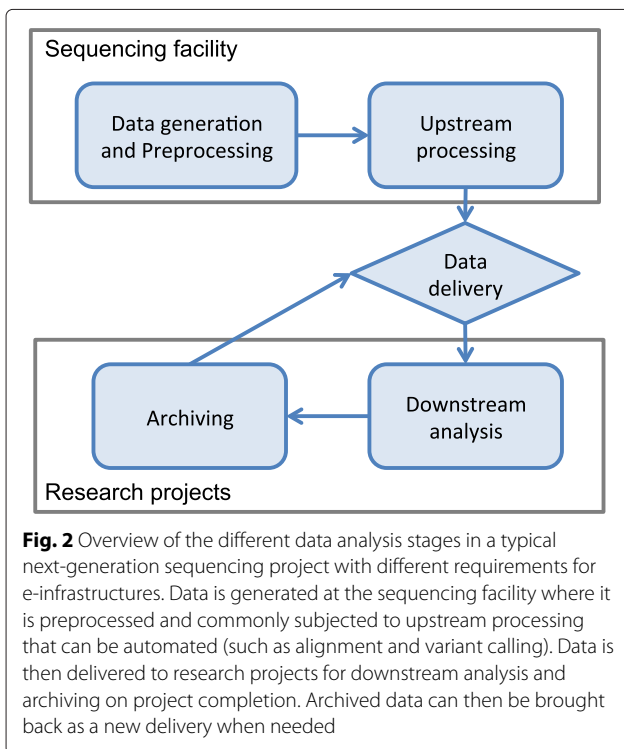 Sequencing facility
Data generation
and Preprocessing
Upstream
processing
Data
delivery
Archiving
Downstream
analysis
Research projects
Fig. 2 Overview of the different data analysis stages in a typical
next-generation sequencing project with different requirements for
e-infrastructures. Data is generated at the sequencing facility where it
is preprocessed and commonly subjected to upstream processing
that can be automated (such as alignment and variant calling). Data is
then delivered to research projects for downstream analysis and
archiving on project completion. Archived data can then be brought
back as a new delivery when needed